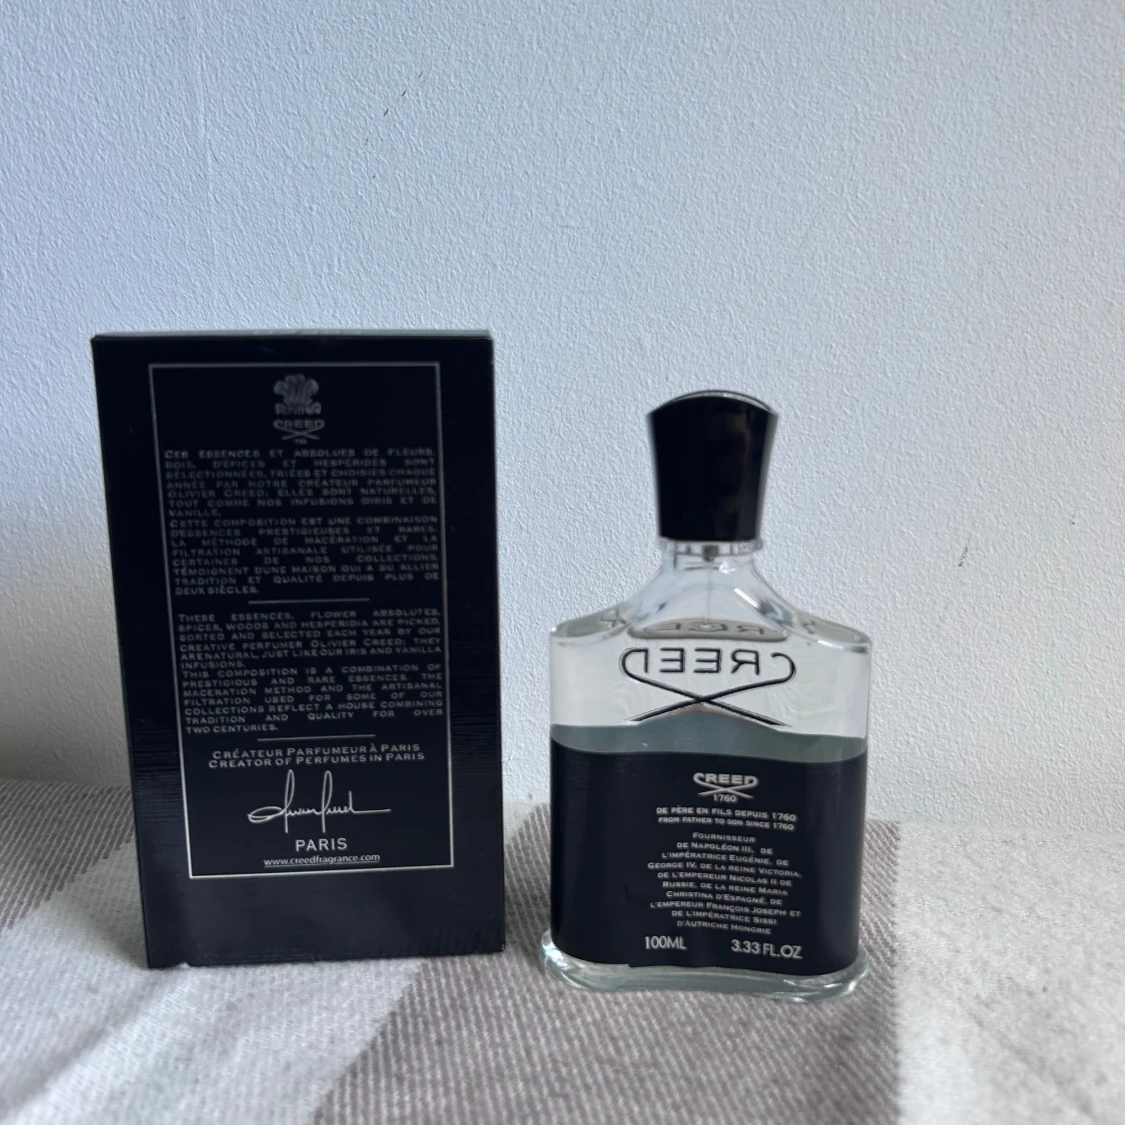 CREED
1760
CES ESSENCES ET ABSOLUES DE FLEURS,
BOIS, D'ÉPICES ET HESPÉRIDES SONT
SÉLECTIONNÉES, TRIÉES ET CHOISIES CHAQUE
ANNÉE PAR NOTRE CRÉATEUR PARFUMEUR
OLIVIER CREED; ELLES SONT NATURELLES,
TOUT COMME NOS INFUSIONS D'IRIS ET DE
VANILLE.
CETTE COMPOSITION EST UNE COMBINAISON
D'ESSENCES PRESTIGIEUSES ET RARES.
LA MÉTHODE DE MACÉRATION ET LA
FILTRATION ARTISANALE UTILISÉE POUR
CERTAINES DE NOS COLLECTIONS,
TÉMOIGNENT D'UNE MAISON QUI A SU ALLIER
TRADITION ET QUALITÉ DEPUIS PLUS DE
DEUX SIÈCLES.
THESE ESSENCES, FLOWER ABSOLUTES,
SPICES, WOODS AND HESPERIDIA ARE PICKED,
SORTED AND SELECTED EACH YEAR BY OUR
CREATIVE PERFUMER OLIVIER CREED; THEY
ARE NATURAL, JUST LIKE OUR IRIS AND VANILLA
INFUSIONS.
THIS COMPOSITION IS A COMBINATION OF
PRESTIGIOUS AND RARE ESSENCES. THE
MACERATION METHOD AND THE ARTISANAL
FILTRATION USED FOR SOME OF OUR
COLLECTIONS REFLECT A HOUSE COMBINING
TRADITION AND QUALITY FOR OVER
TWO CENTURIES.
CRÉATEUR PARFUMEUR À PARIS
CREATOR OF PERFUMES IN PARIS
PARIS
www.creedfragrance.com
CREED
CREED
1760
DE PÈRE EN FILS DEPUIS 1760
FROM FATHER TO SON SINCE 1760
FOURNISSEUR
DE NAPOLÉON III, DE
L'IMPÉRATRICE EUGÉNIE, DE
GEORGE IV, DE LA REINE VICTORIA,
DE L'EMPEREUR NICOLAS II DE
RUSSIE, DE LA REINE MARIA
CHRISTINA D'ESPAGNE, DE
L'EMPEREUR FRANÇOIS JOSEPH ET
DE L'IMPÉRATRICE SISSI
D'AUTRICHE HONGRIE
100ML 3.33 FL.OZ